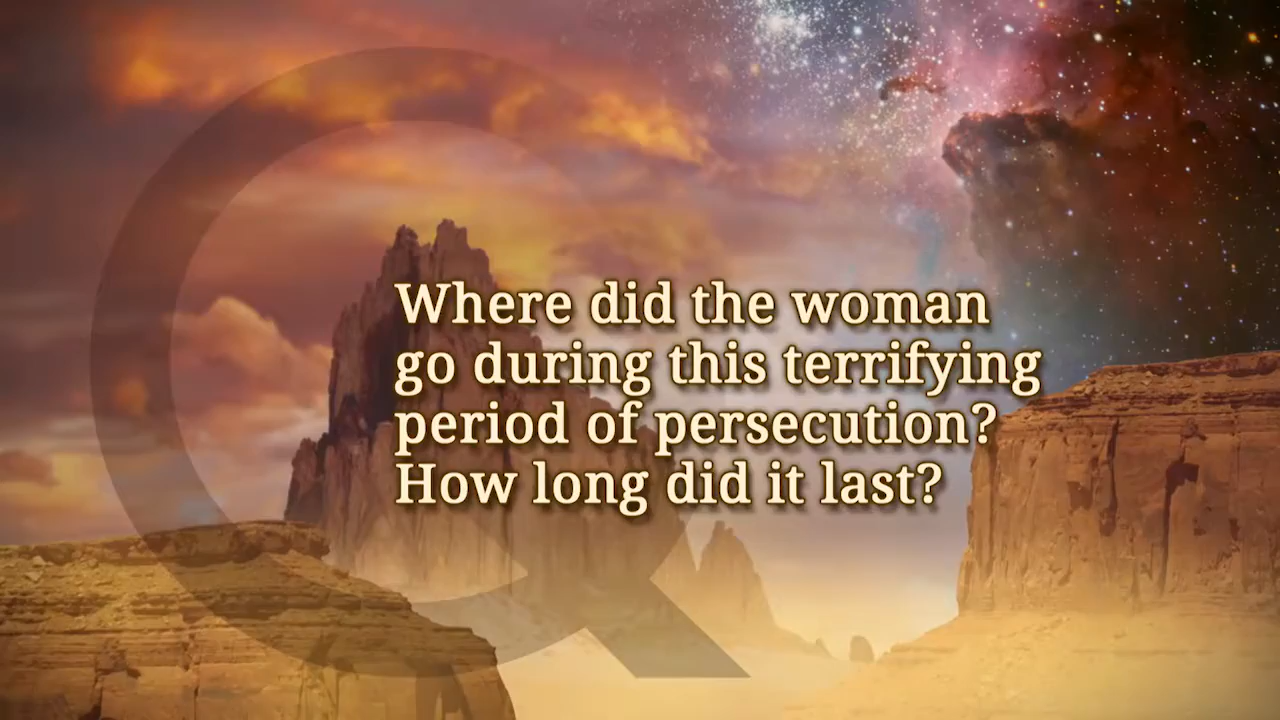 Where did the woman
go during this terrifying
period of persecution?
How long did it last?